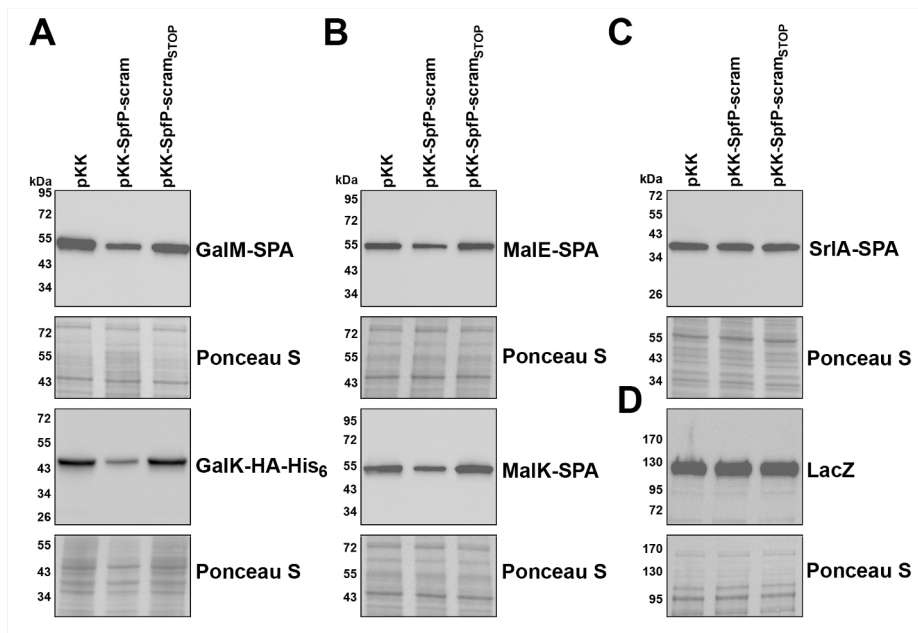 A
pKK
pKK-SpfP-scram
pKK-SpfP-scramSTOP
kDa
95
72
55
43
34
GalM-SPA
72
55
43
Ponceau S
72
55
43
34
26
GalK-HA-His6
55
43
34
Ponceau S
B
pKK
pKK-SpfP-scram
pKK-SpfP-scramSTOP
kDa
95
72
55
43
34
MalE-SPA
72
55
43
Ponceau S
95
72
55
43
MalK-SPA
72
55
43
Ponceau S
C
pKK
pKK-SpfP-scram
pKK-SpfP-scramSTOP
kDa
72
55
43
34
26
SrlA-SPA
55
43
34
Ponceau S
D
170
130
95
72
LacZ
170
130
95
Ponceau S